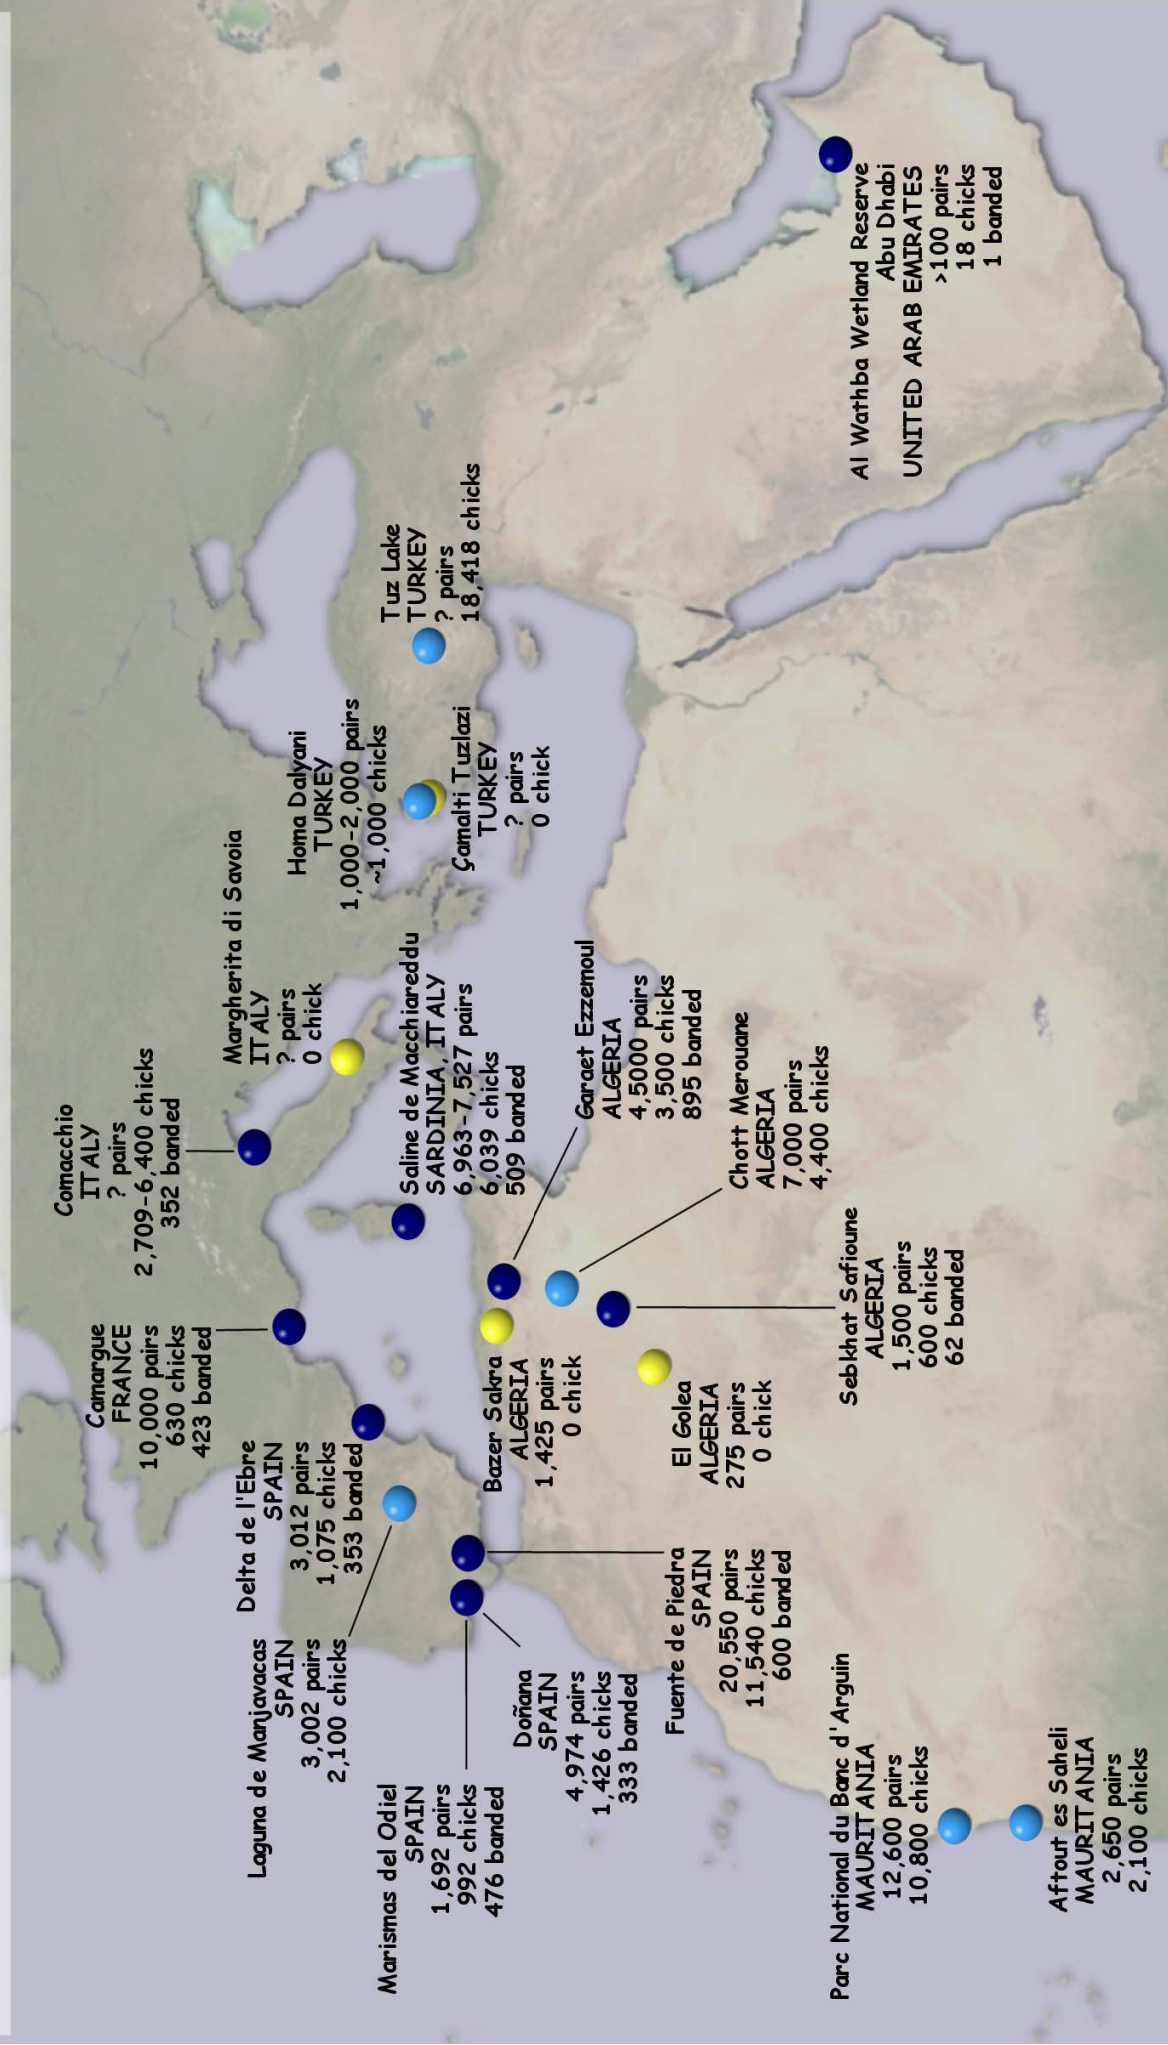 Comacchio
ITALY
? pairs
2,709-6,400 chicks
352 banded
Camargue
FRANCE
10,000 pairs
630 chicks
423 banded
Margherita di Savoia
ITALY
? pairs
0 chick
Delta de l'Ebre
SPAIN
3,012 pairs
1,075 chicks
353 banded
Laguna de Manjavacas
SPAIN
3,002 pairs
2,100 chicks
Homa Dalyani
TURKEY
1,000-2,000 pairs
~1,000 chicks
Tuz Lake
TURKEY
? pairs
18,418 chicks
Marismas del Odiel
SPAIN
1,692 pairs
992 chicks
476 banded
Saline de Macchiareddu
SARDINIA, ITALY
6,963-7,527 pairs
6,039 chicks
509 banded
Çamalti Tuzlazi
TURKEY
? pairs
0 chick
Bazer Sakra
ALGERIA
1,425 pairs
0 chick
Doñana
SPAIN
4,974 pairs
1,426 chicks
333 banded
Garaet Ezzemoul
ALGERIA
4,5000 pairs
3,500 chicks
895 banded
Fuente de Piedra
SPAIN
20,550 pairs
11,540 chicks
600 banded
El Golea
ALGERIA
275 pairs
0 chick
Chott Merouane
ALGERIA
7,000 pairs
4,400 chicks
Parc National du Banc d'Arguin
MAURITANIA
12,600 pairs
10,800 chicks
Sebkhat Safioune
ALGERIA
1,500 pairs
600 chicks
62 banded
Al Wathba Wetland Reserve
Abu Dhabi
UNITED ARAB EMIRATES
>100 pairs
18 chicks
1 banded
Aftout es Saheli
MAURITANIA
2,650 pairs
2,100 chicks